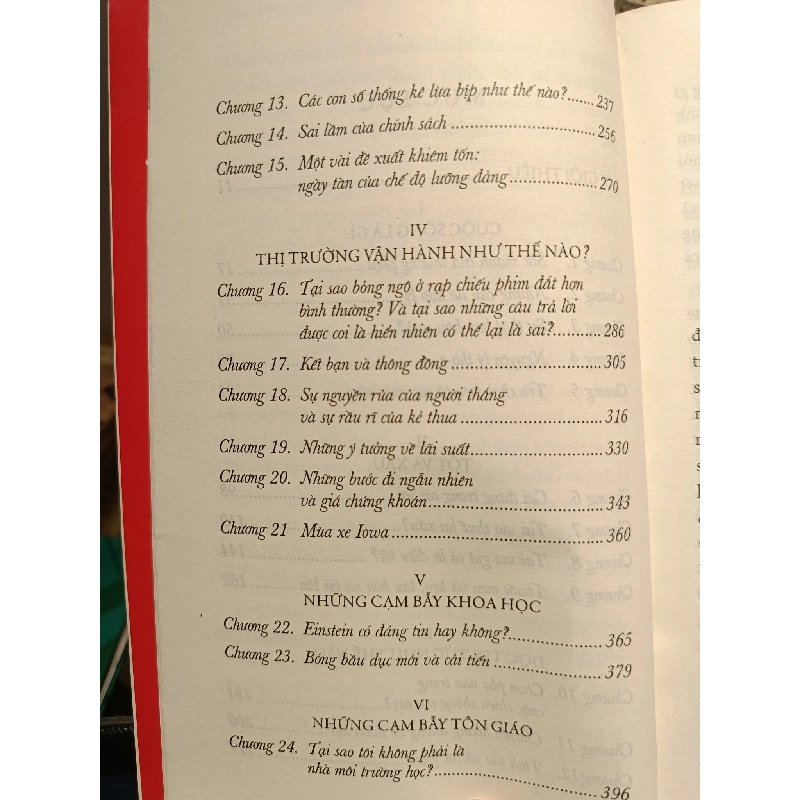 Chương 13. Các con số thống kê lừa bịp như thế nào?.......237
Chương 14. Sai lầm của chính sách ..............................256
Chương 15. Một vài đề xuất khiêm tốn:
ngày tàn của chế độ lưỡng đảng..................270
IV
THỊ TRƯỜNG VẬN HÀNH NHƯ THẾ NÀO?
Chương 16. Tại sao bỏng ngô ở rạp chiếu phim đắt hơn
bình thường? Và tại sao những câu trả lời
được coi là hiển nhiên có thể lại là sai?..........286
Chương 17. Kết bạn và thông đồng ..............................305
Chương 18. Sự nguyền rủa của người thắng
và sự rầu rĩ của kẻ thua .............................316
Chương 19. Những ý tưởng về lãi suất...........................330
Chương 20. Những bước đi ngẫu nhiên
và giá chứng khoán...................................343
Chương 21 Mùa xe Iowa ...........................................360
V
NHỮNG CẠM BẪY KHOA HỌC
Chương 22. Einstein có đáng tin hay không?...................365
Chương 23. Bóng bầu dục mới và cải tiến .......................379
VI
NHỮNG CẠM BẪY TÔN GIÁO
Chương 24. Tại sao tôi không phải là
nhà môi trường học?..................................396